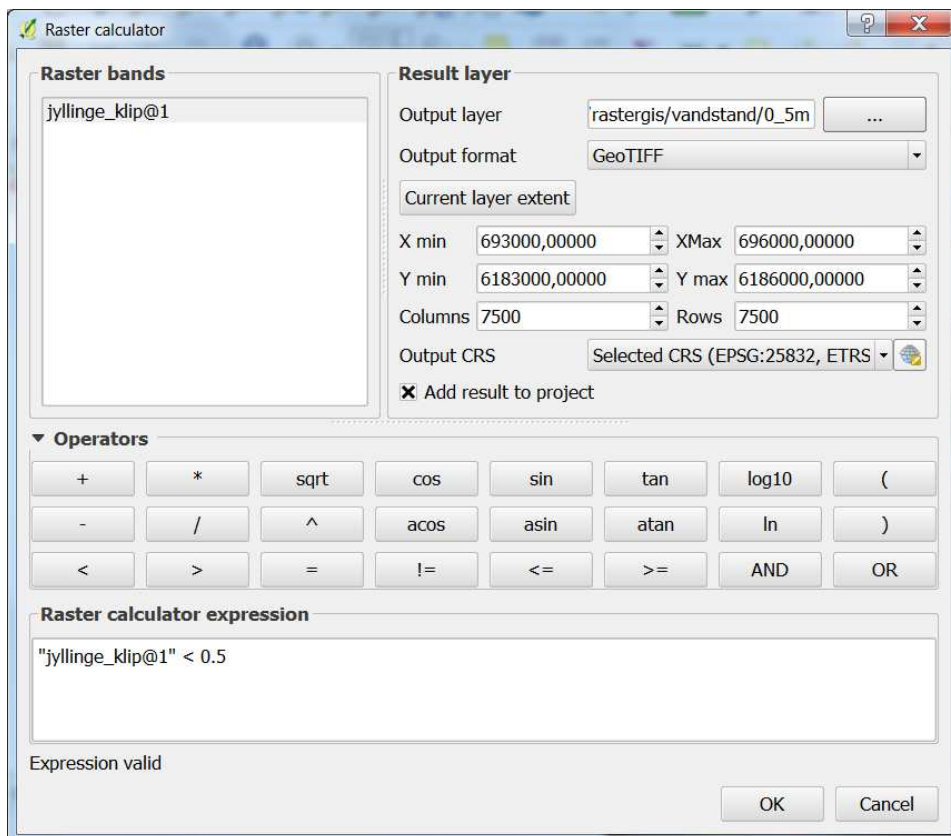 Raster calculator
Raster bands
jyllinge_klip@1
Result layer
Output layer 'rastergis/vandstand/0_5m ...
Output format GeoTIFF
Current layer extent
X min 693000,00000 XMax 696000,00000
Y min 6183000,00000 Y max 6186000,00000
Columns 7500 Rows 7500
Output CRS Selected CRS (EPSG:25832, ETRS
Add result to project
Operators
+ * sqrt cos sin tan log10 (
- / ^ acos asin atan ln )
< > = != <= >= AND OR
Raster calculator expression
"jyllinge_klip@1" < 0.5
Expression valid
OK Cancel